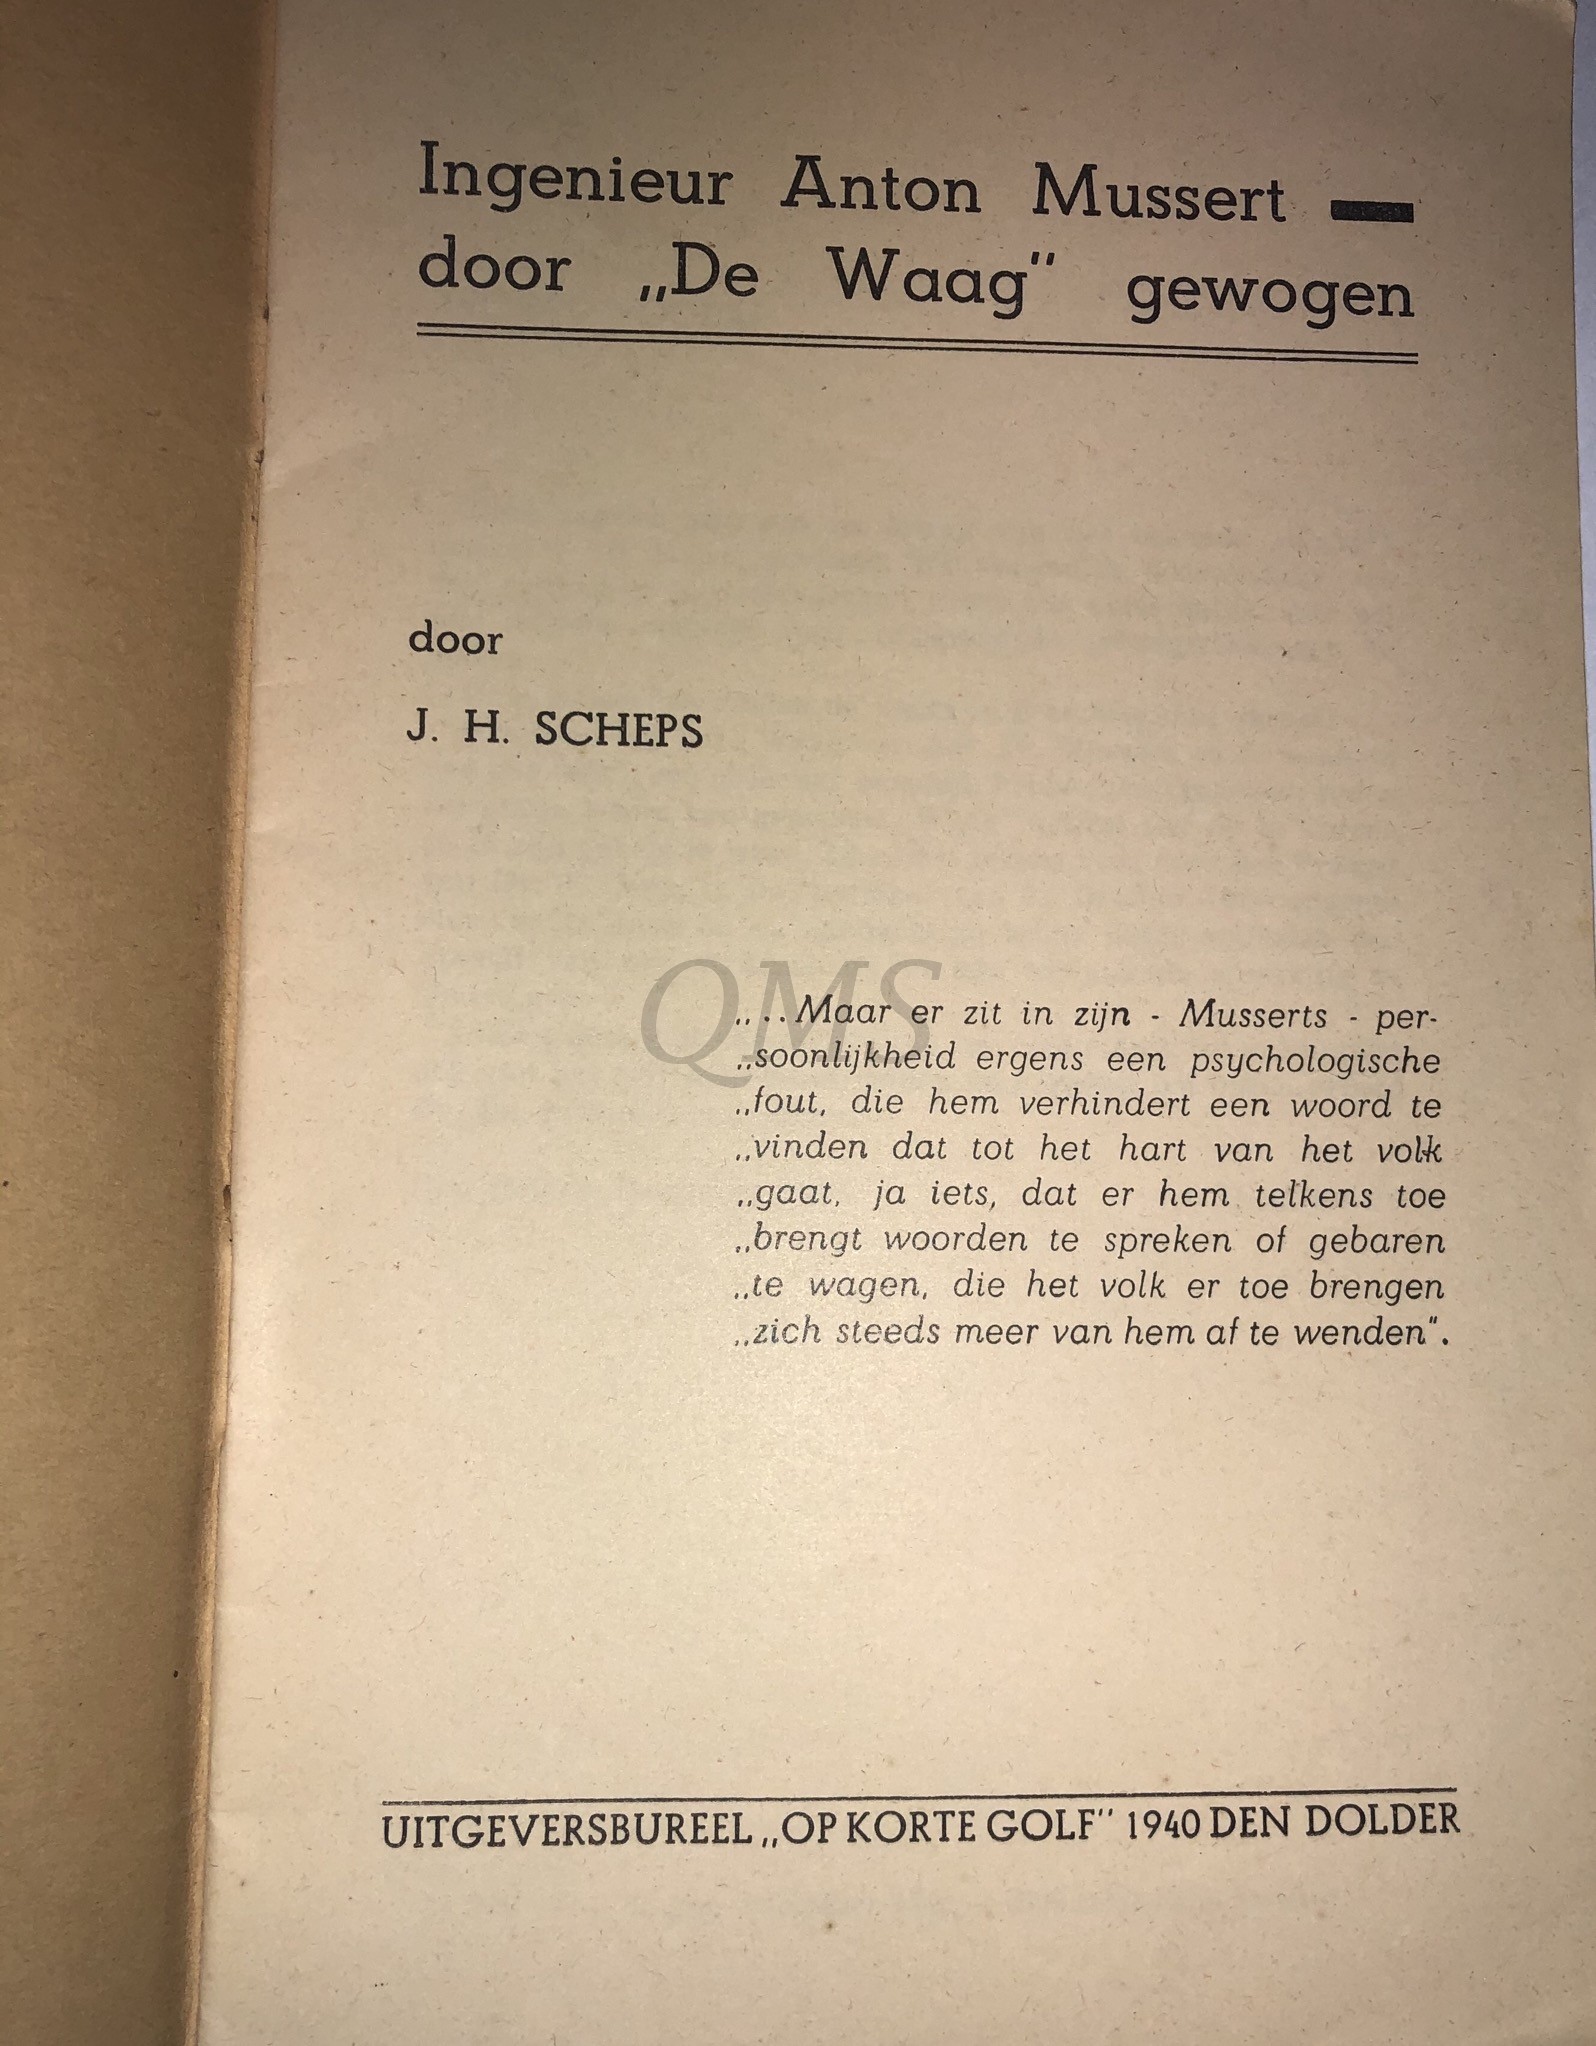 Ingenieur Anton Mussert —
door „De Waag" gewogen
door
J. H. SCHEPS
QMS
„. . Maar er zit in zijn - Musserts - per-
„soonlijkheid ergens een psychologische
„fout, die hem verhindert een woord te
„vinden dat tot het hart van het volk
„gaat, ja iets, dat er hem telkens toe
„brengt woorden te spreken of gebaren
„te wagen, die het volk er toe brengen
„zich steeds meer van hem af te wenden".
UITGEVERSBUREEL „OP KORTE GOLF" 1940 DEN DOLDER